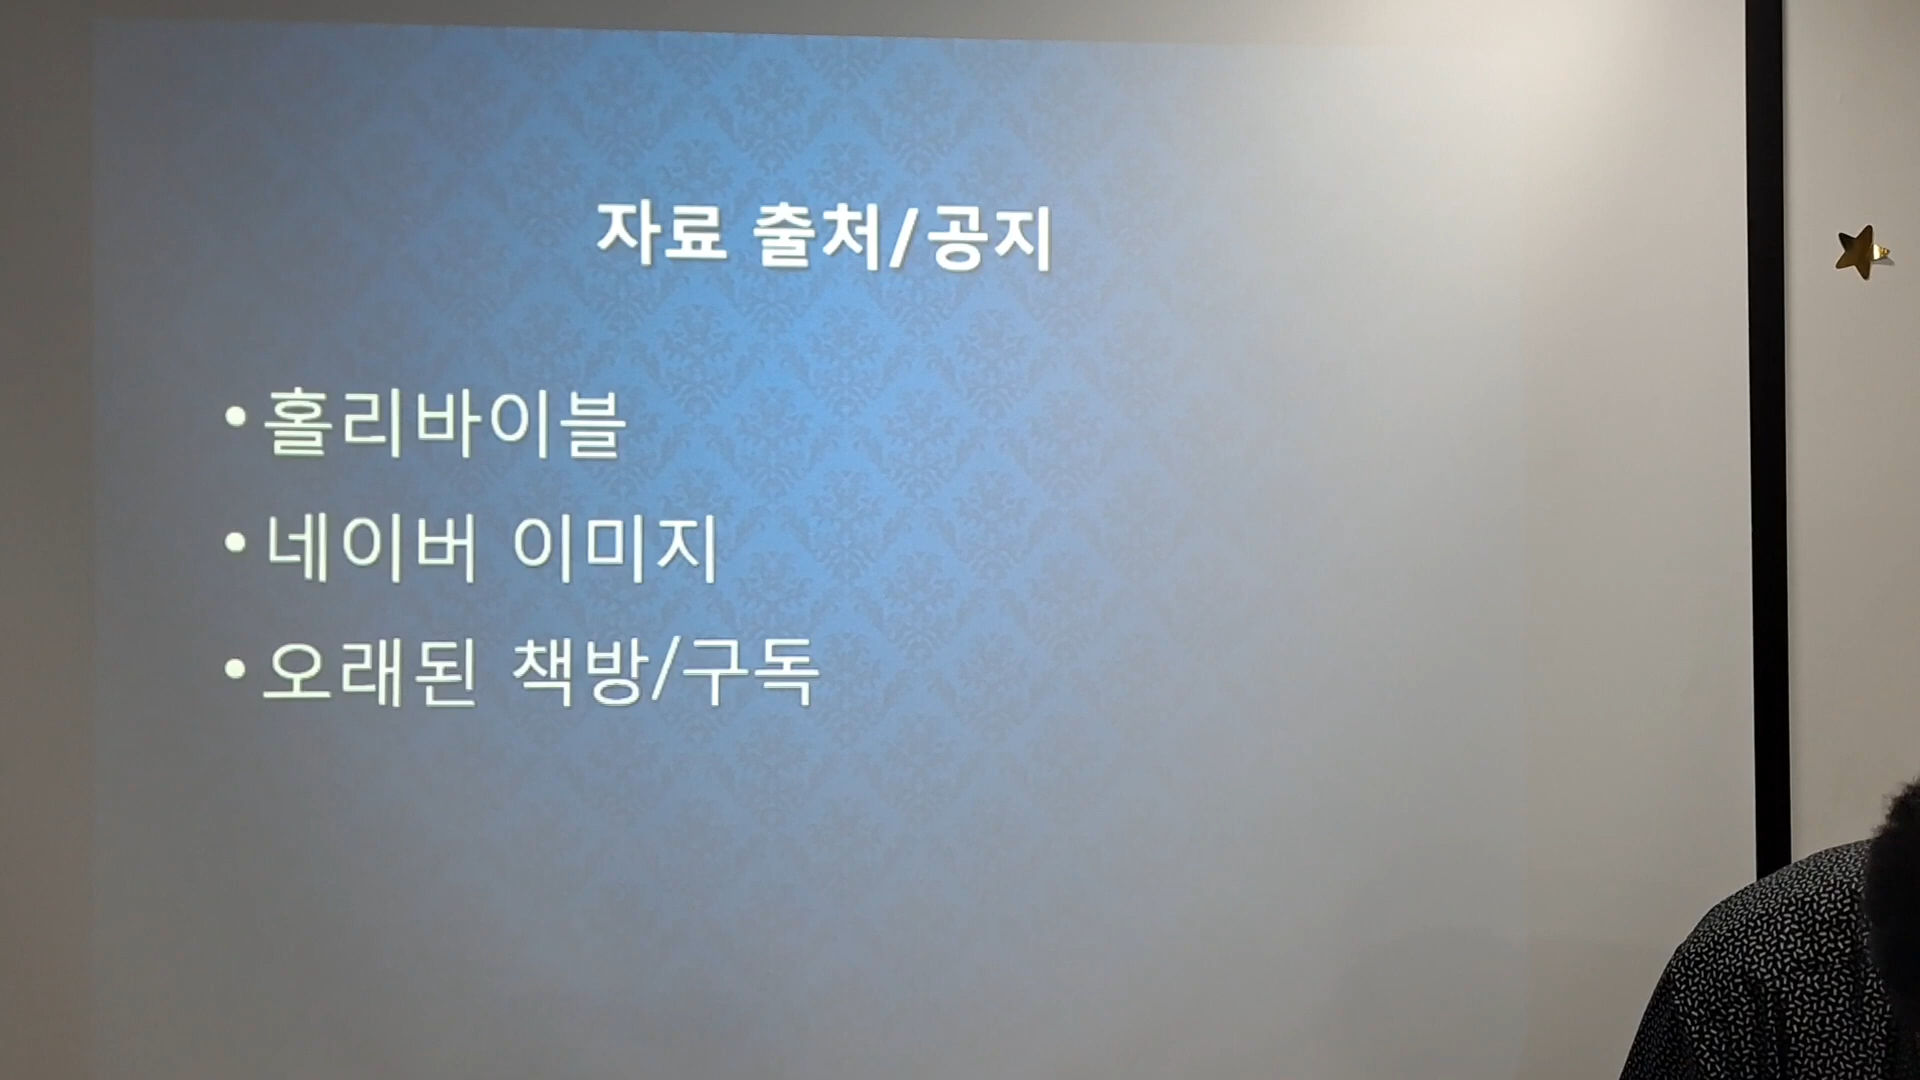 자료 출처/공지
• 홀리바이블
• 네이버 이미지
• 오래된 책방/구독